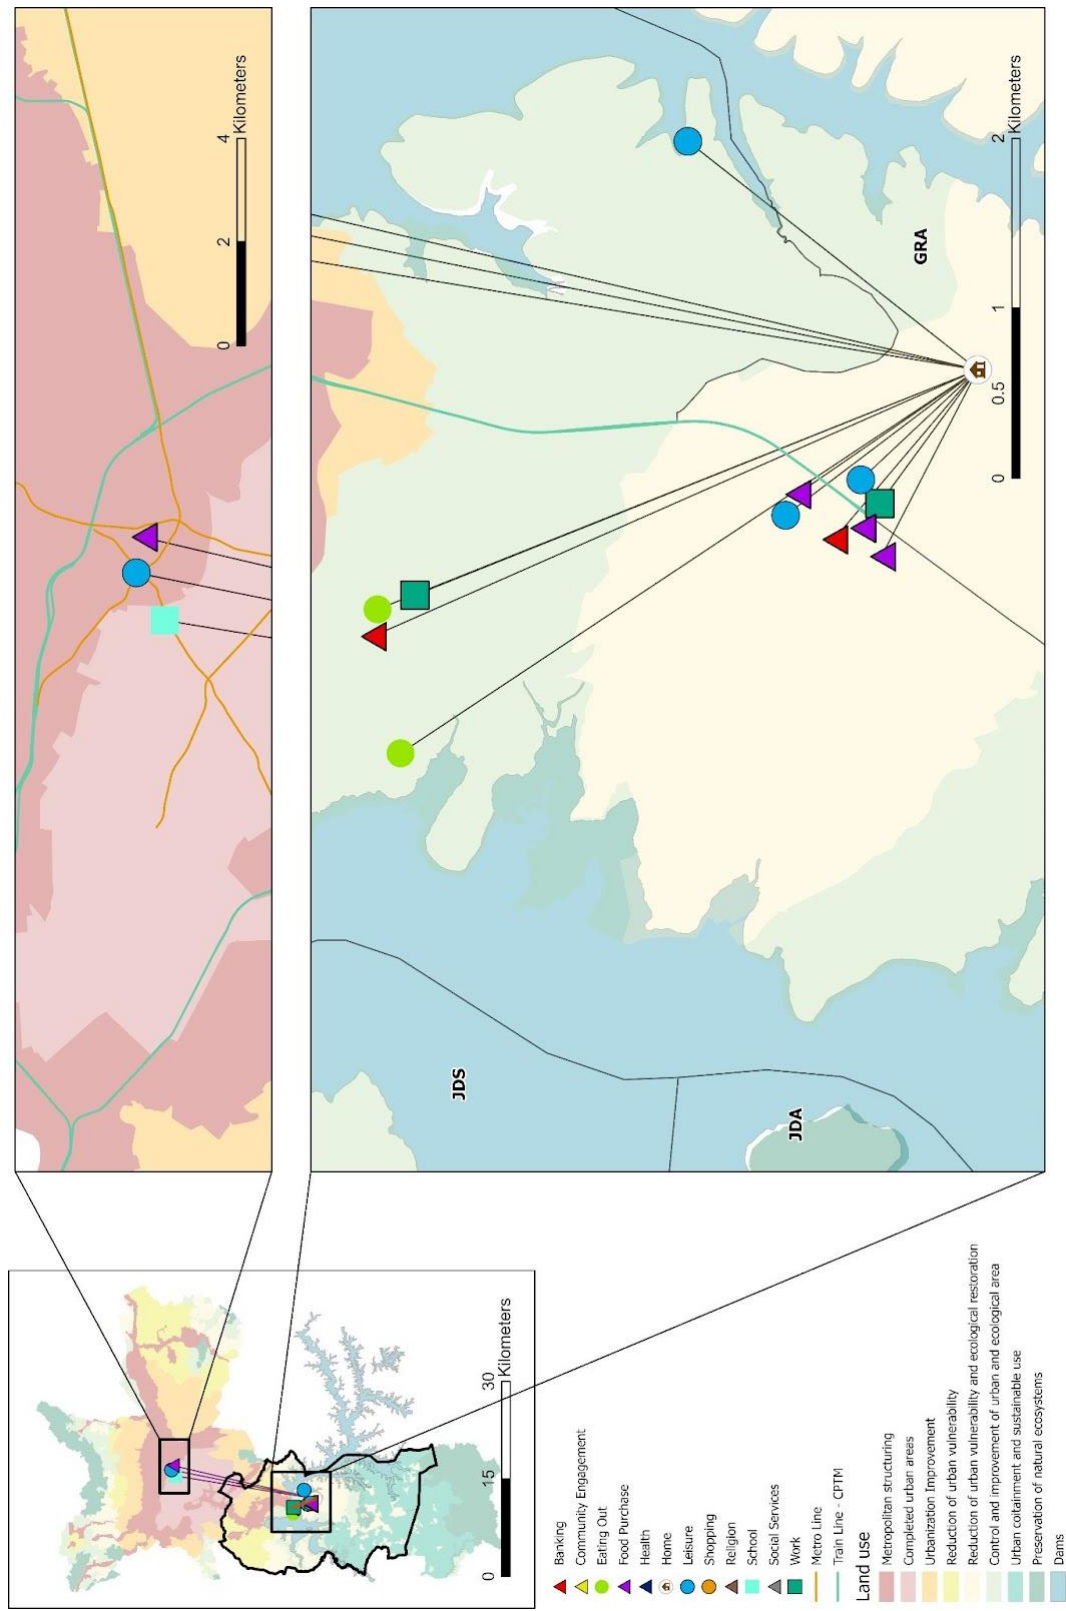 0
2
4
Kilometers
GRA
JDS
JDA
0
0.5
1
2
Kilometers
0
15
30
Kilometers
Banking
Community Engagement
Eating Out
Food Purchase
Health
Home
Leisure
Shopping
Religion
School
Social Services
Work
Metro Line
Train Line - CPTM
Land use
Metropolitan structuring
Completed urban areas
Urbanization Improvement
Reduction of urban vulnerability
Reduction of urban vulnerability and ecological restoration
Control and improvement of urban and ecological area
Urban coitainment and sustainable use
Preservation of natural ecosystems
Dams